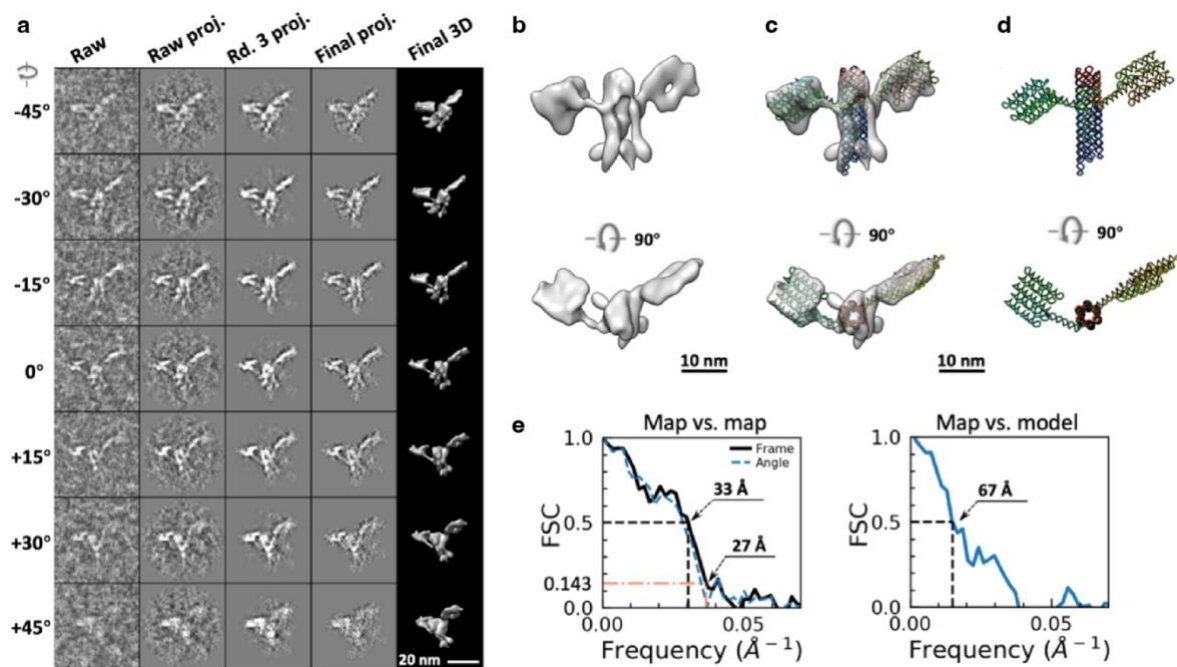 a
Raw
Raw proj.
Rd. 3 proj.
Final proj.
Final 3D
-45°
-30°
-15°
0°
+15°
+30°
+45°
20 nm
b
c
d
90°
90°
90°
10 nm
10 nm
e
Map vs. map
FSC
1.0
0.5
0.143
0.0
Frame
Angle
33 Å
27 Å
0.00
0.05
Frequency (Å⁻¹)
Map vs. model
FSC
1.0
0.5
0.0
67 Å
0.00
0.05
Frequency (Å⁻¹)